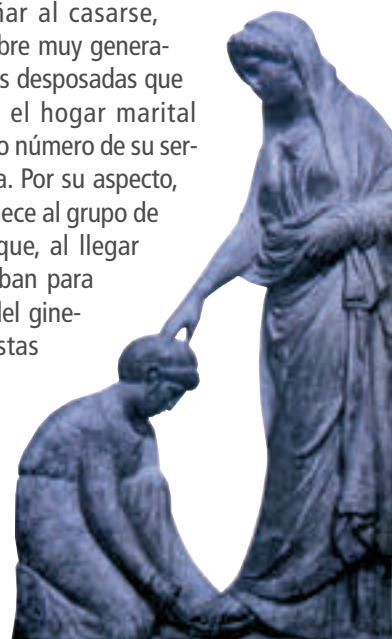 ñar al casarse,
bre muy genera-
s desposadas que
el hogar marital
o número de su ser-
a. Por su aspecto,
ece al grupo de
que, al llegar
ban para
del gine-
stas